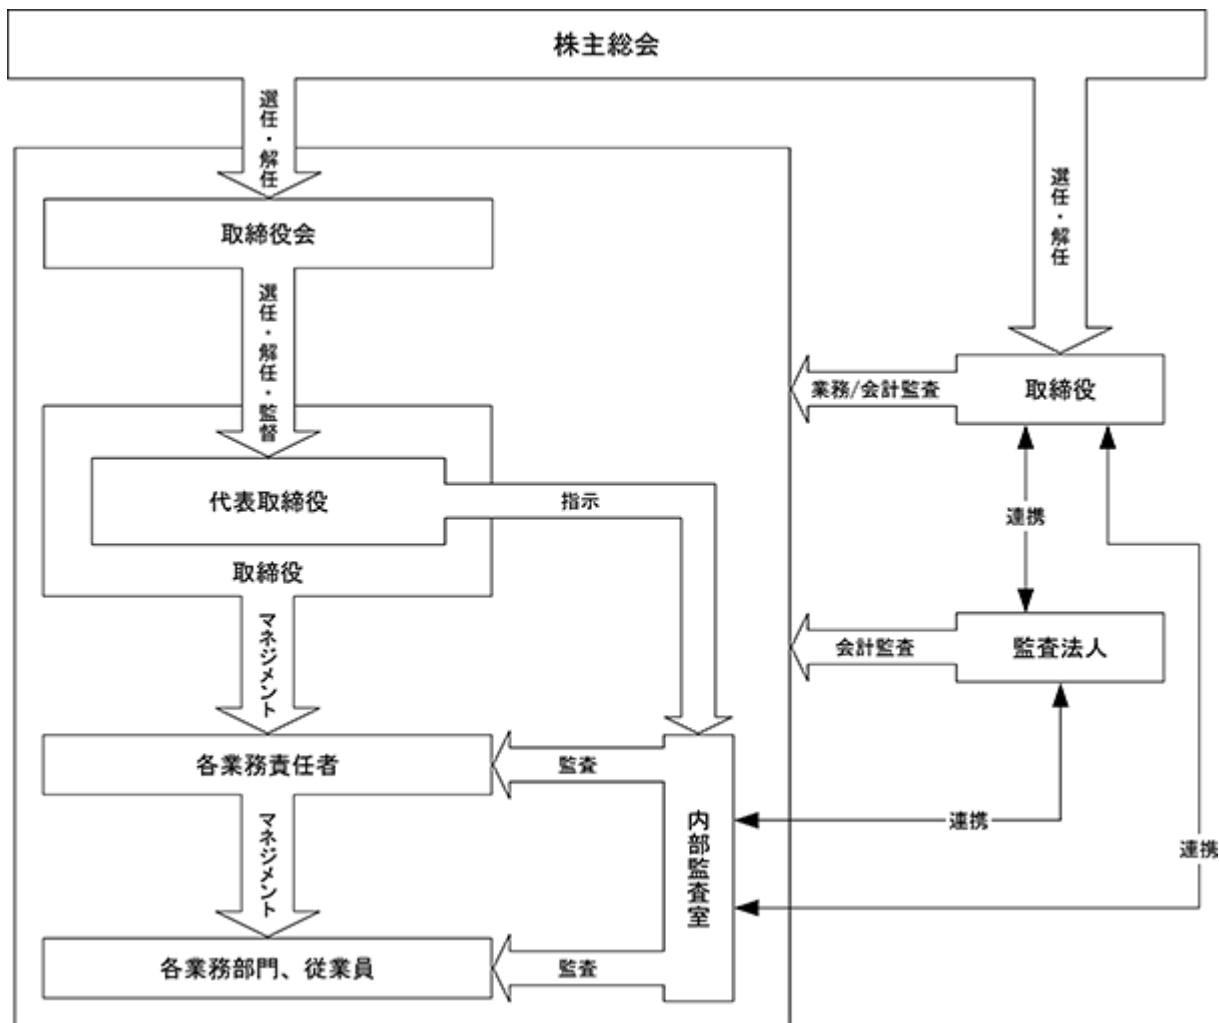 株主総会
選任・解任
選任・解任
取締役会
選任・解任・監督
業務/会計監査
取締役
代表取締役
指示
連携
取締役
マネジメント
会計監査
監査法人
各業務責任者
監査
内部監査室
連携
連携
マネジメント
各業務部門、従業員
監査